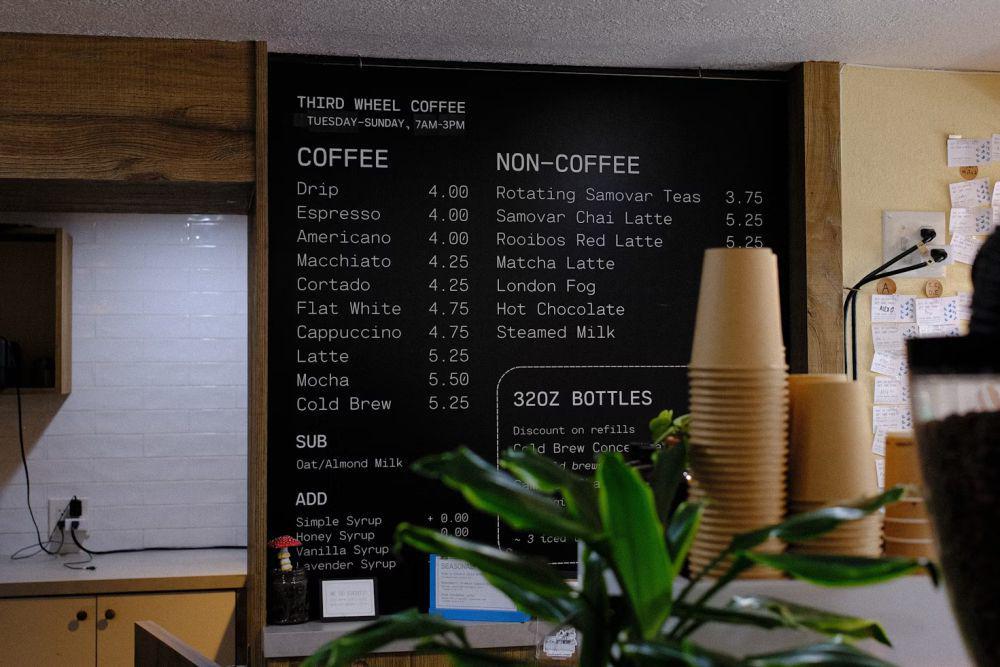 THIRD WHEEL COFFEE
TUESDAY-SUNDAY, 7AM-3PM
COFFEE
Drip 4.00
Espresso 4.00
Americano 4.00
Macchiato 4.25
Cortado 4.25
Flat White 4.75
Cappuccino 4.75
Latte 5.25
Mocha 5.50
Cold Brew 5.25
SUB
Oat/Almond Milk
ADD
Simple Syrup + 0.00
Honey Syrup 0.00
Vanilla Syrup
Lavender Syrup
NON-COFFEE
Rotating Samovar Teas 3.75
Samovar Chai Latte 5.25
Rooibos Red Latte 5.25
Matcha Latte
London Fog
Hot Chocolate
Steamed Milk
32OZ BOTTLES
Discount on refills
Cold Brew
~ 3 iced
A